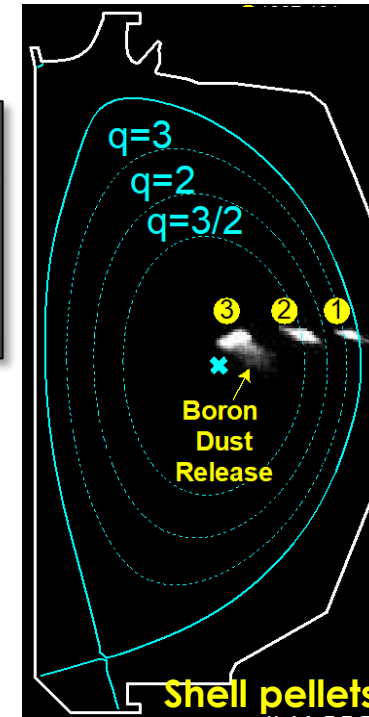 q=3
q=2
q=3/2
3 2 1
Boron
Dust
Release
Shell pellets